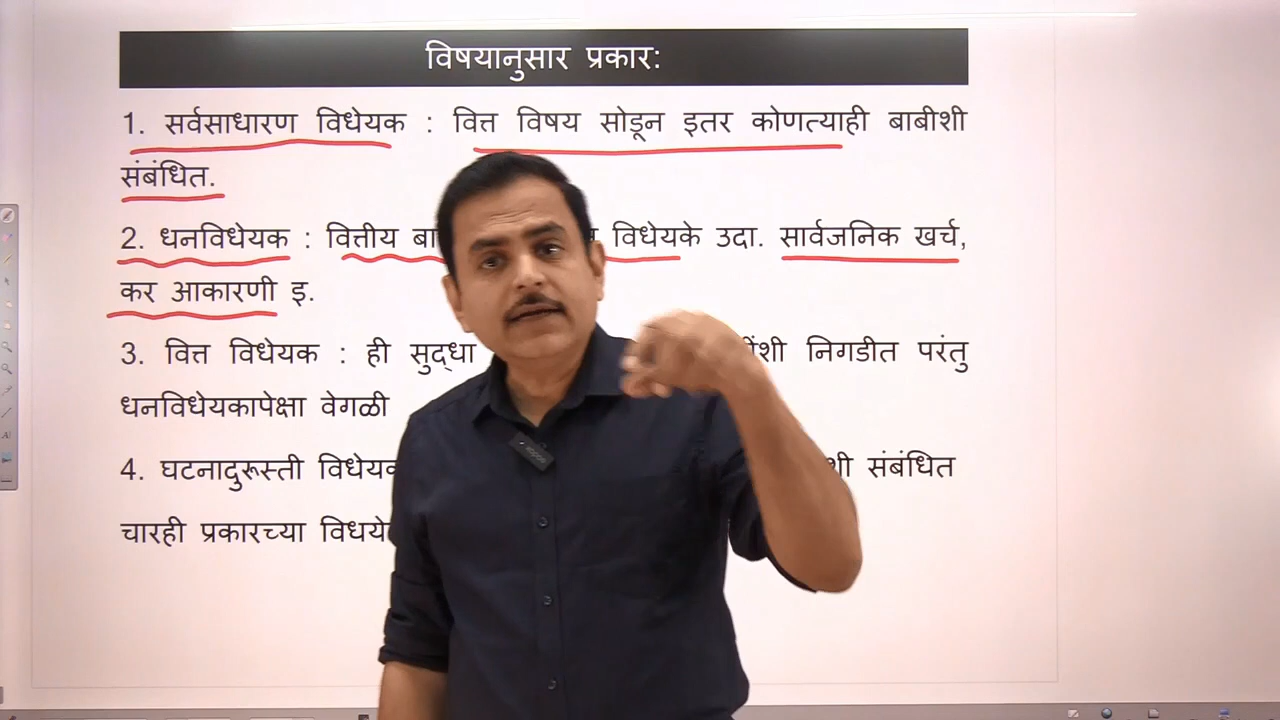 विषयानुसार प्रकार:
1. सर्वसाधारण विधेयक : वित्त विषय सोडून इतर कोणत्याही बाबीशी
संबंधित.
2. धनविधेयक : वित्तीय विधेयके उदा. सार्वजनिक खर्च,
कर आकारणी इ.
3. वित्त विधेयक : ही सुद्धा निगडीत परंतु
धनविधेयकापेक्षा वेगळी
4. घटनादुरूस्ती विधेयक संबंधित
चारही प्रकारच्या